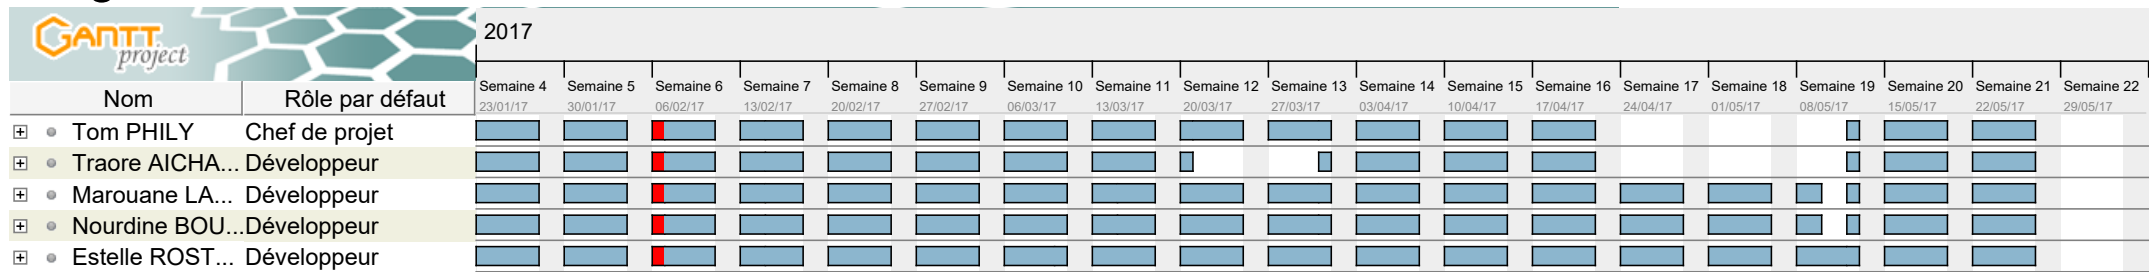 GANTT
project
2017
Semaine 4 Semaine 5 Semaine 6 Semaine 7 Semaine 8 Semaine 9 Semaine 10 Semaine 11 Semaine 12 Semaine 13 Semaine 14 Semaine 15 Semaine 16 Semaine 17 Semaine 18 Semaine 19 Semaine 20 Semaine 21 Semaine 22
Nom Rôle par défaut 23/01/17 30/01/17 06/02/17 13/02/17 20/02/17 27/02/17 06/03/17 13/03/17 20/03/17 27/03/17 03/04/17 10/04/17 17/04/17 24/04/17 01/05/17 08/05/17 15/05/17 22/05/17 29/05/17
Tom PHILY Chef de projet
Traore AICHA... Développeur
Marouane LA... Développeur
Nourdine BOU... Développeur
Estelle ROST... Développeur